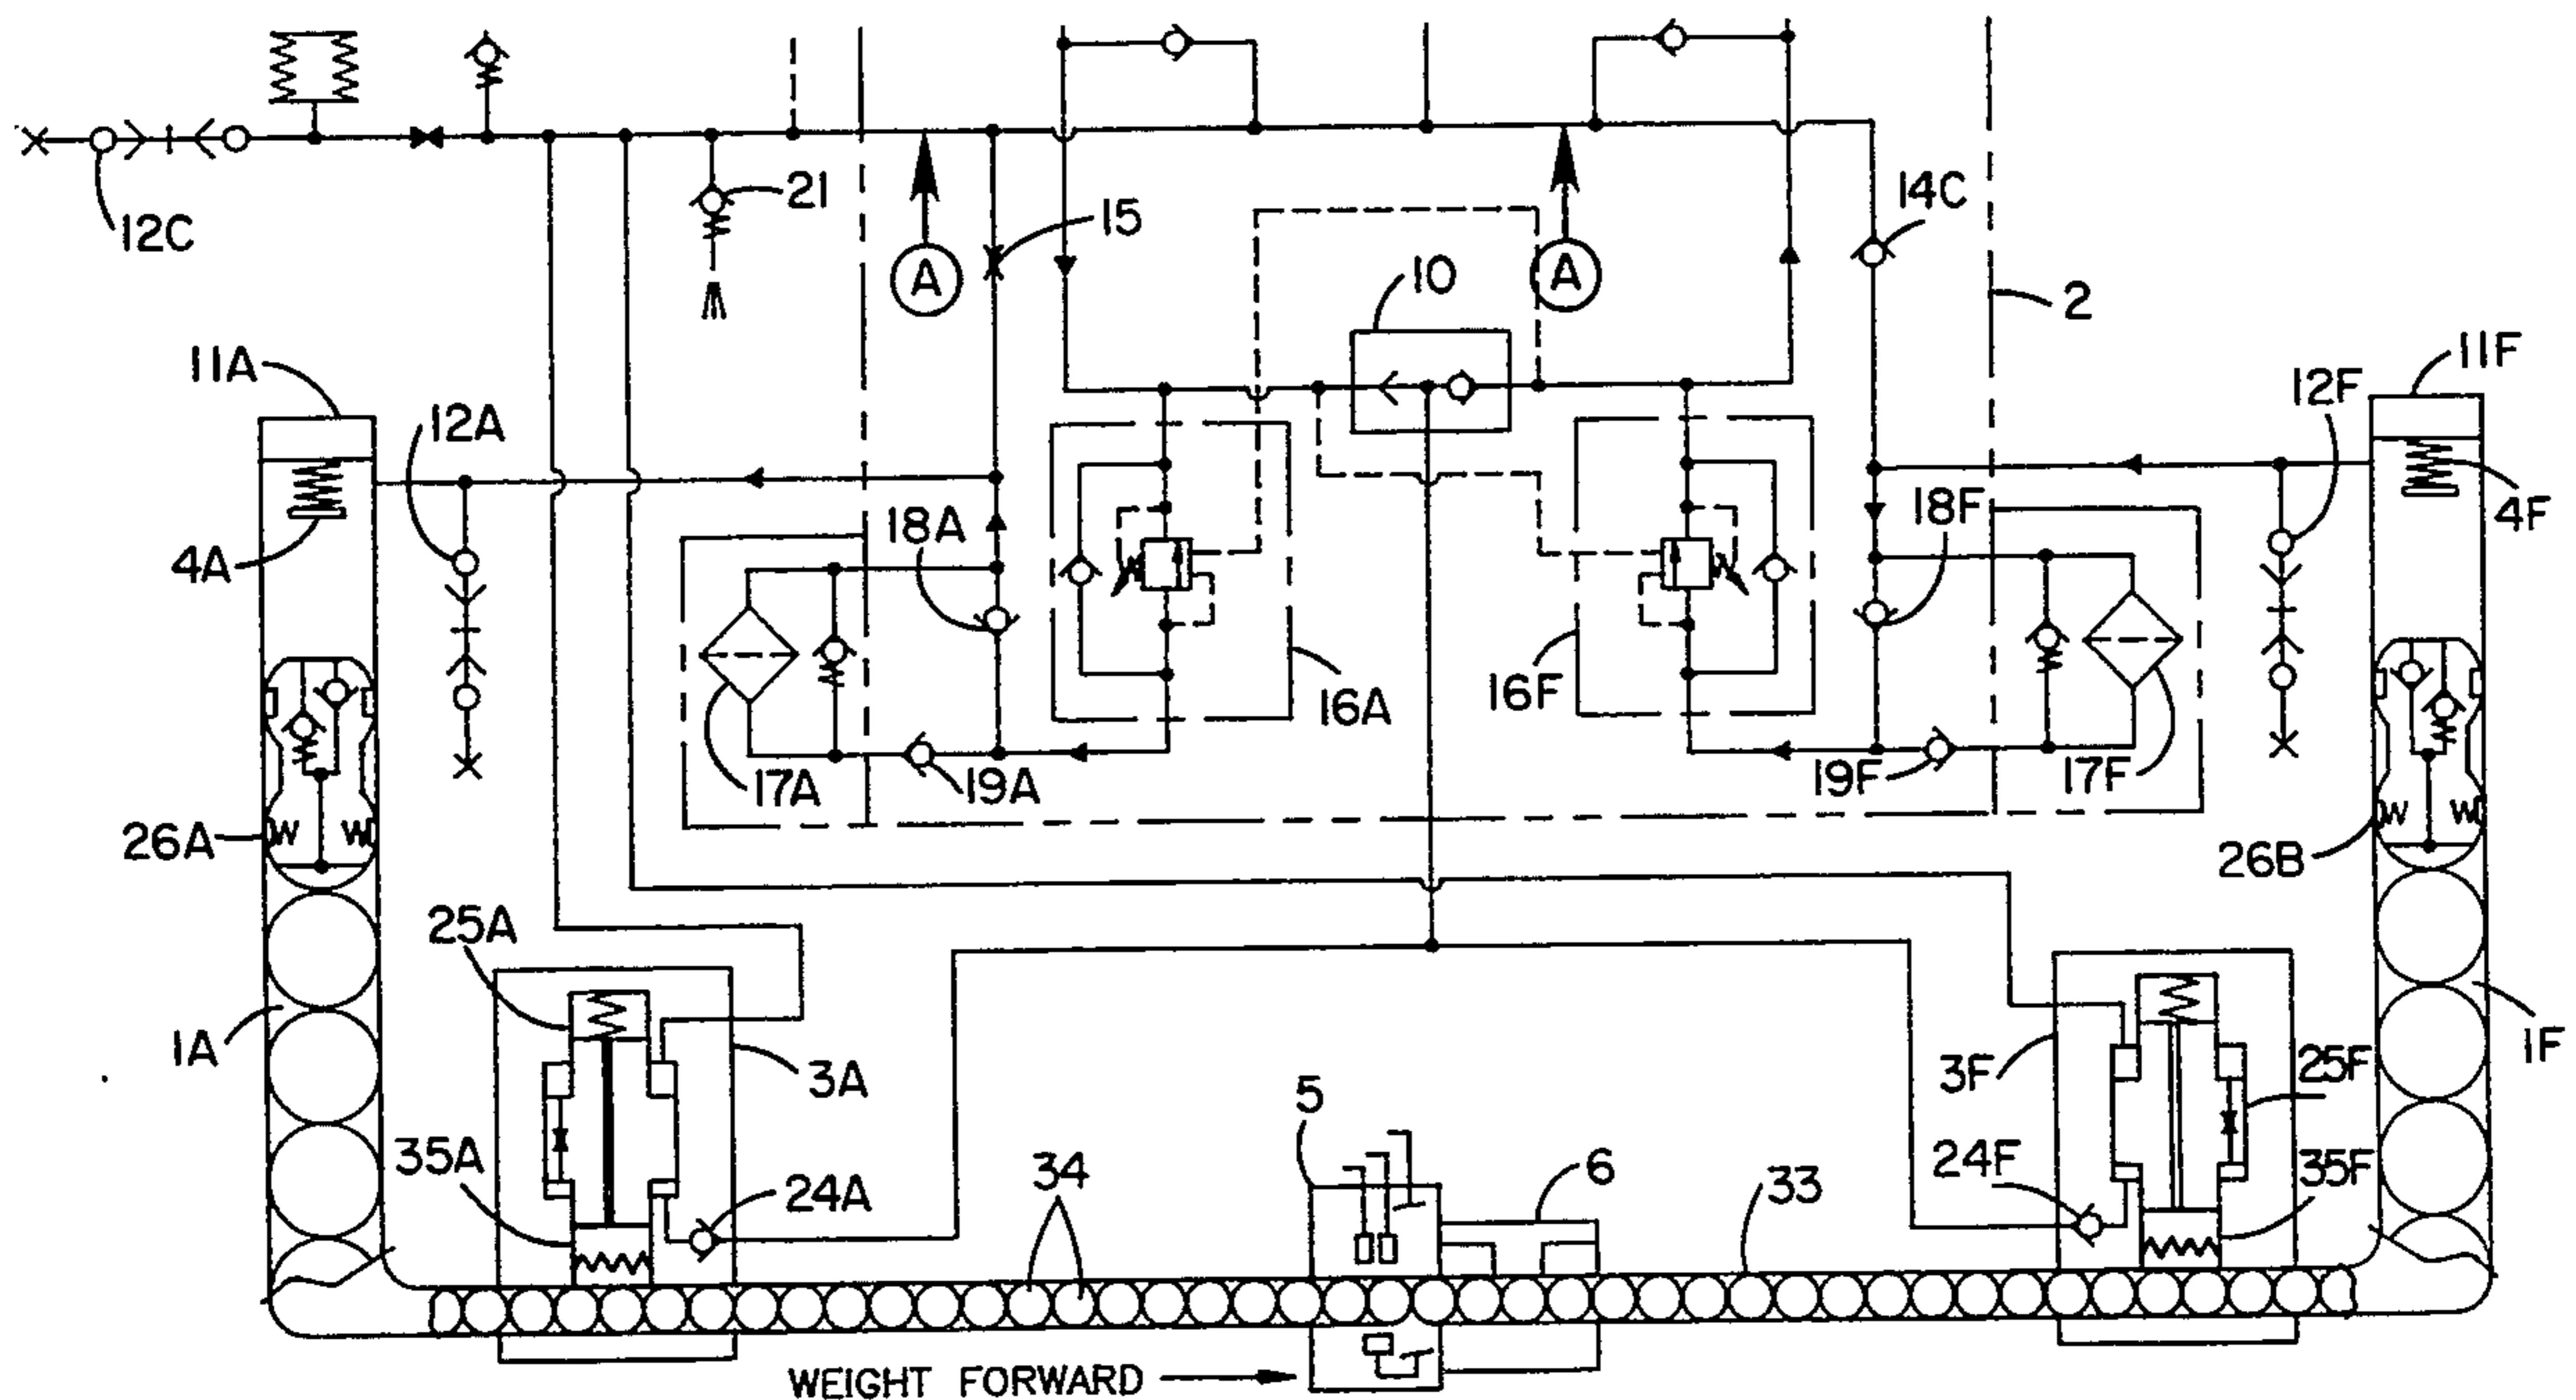 12C
21
A
15
A
14C
10
2
11A
12A
4A
11F
12F
4F
18A
18F
16A
16F
17A
19A
19F
17F
26A
W W
W W
26B
25A
1A
3A
35A
24A
34
5
6
33
3F
25F
24F
35F
1F
WEIGHT FORWARD